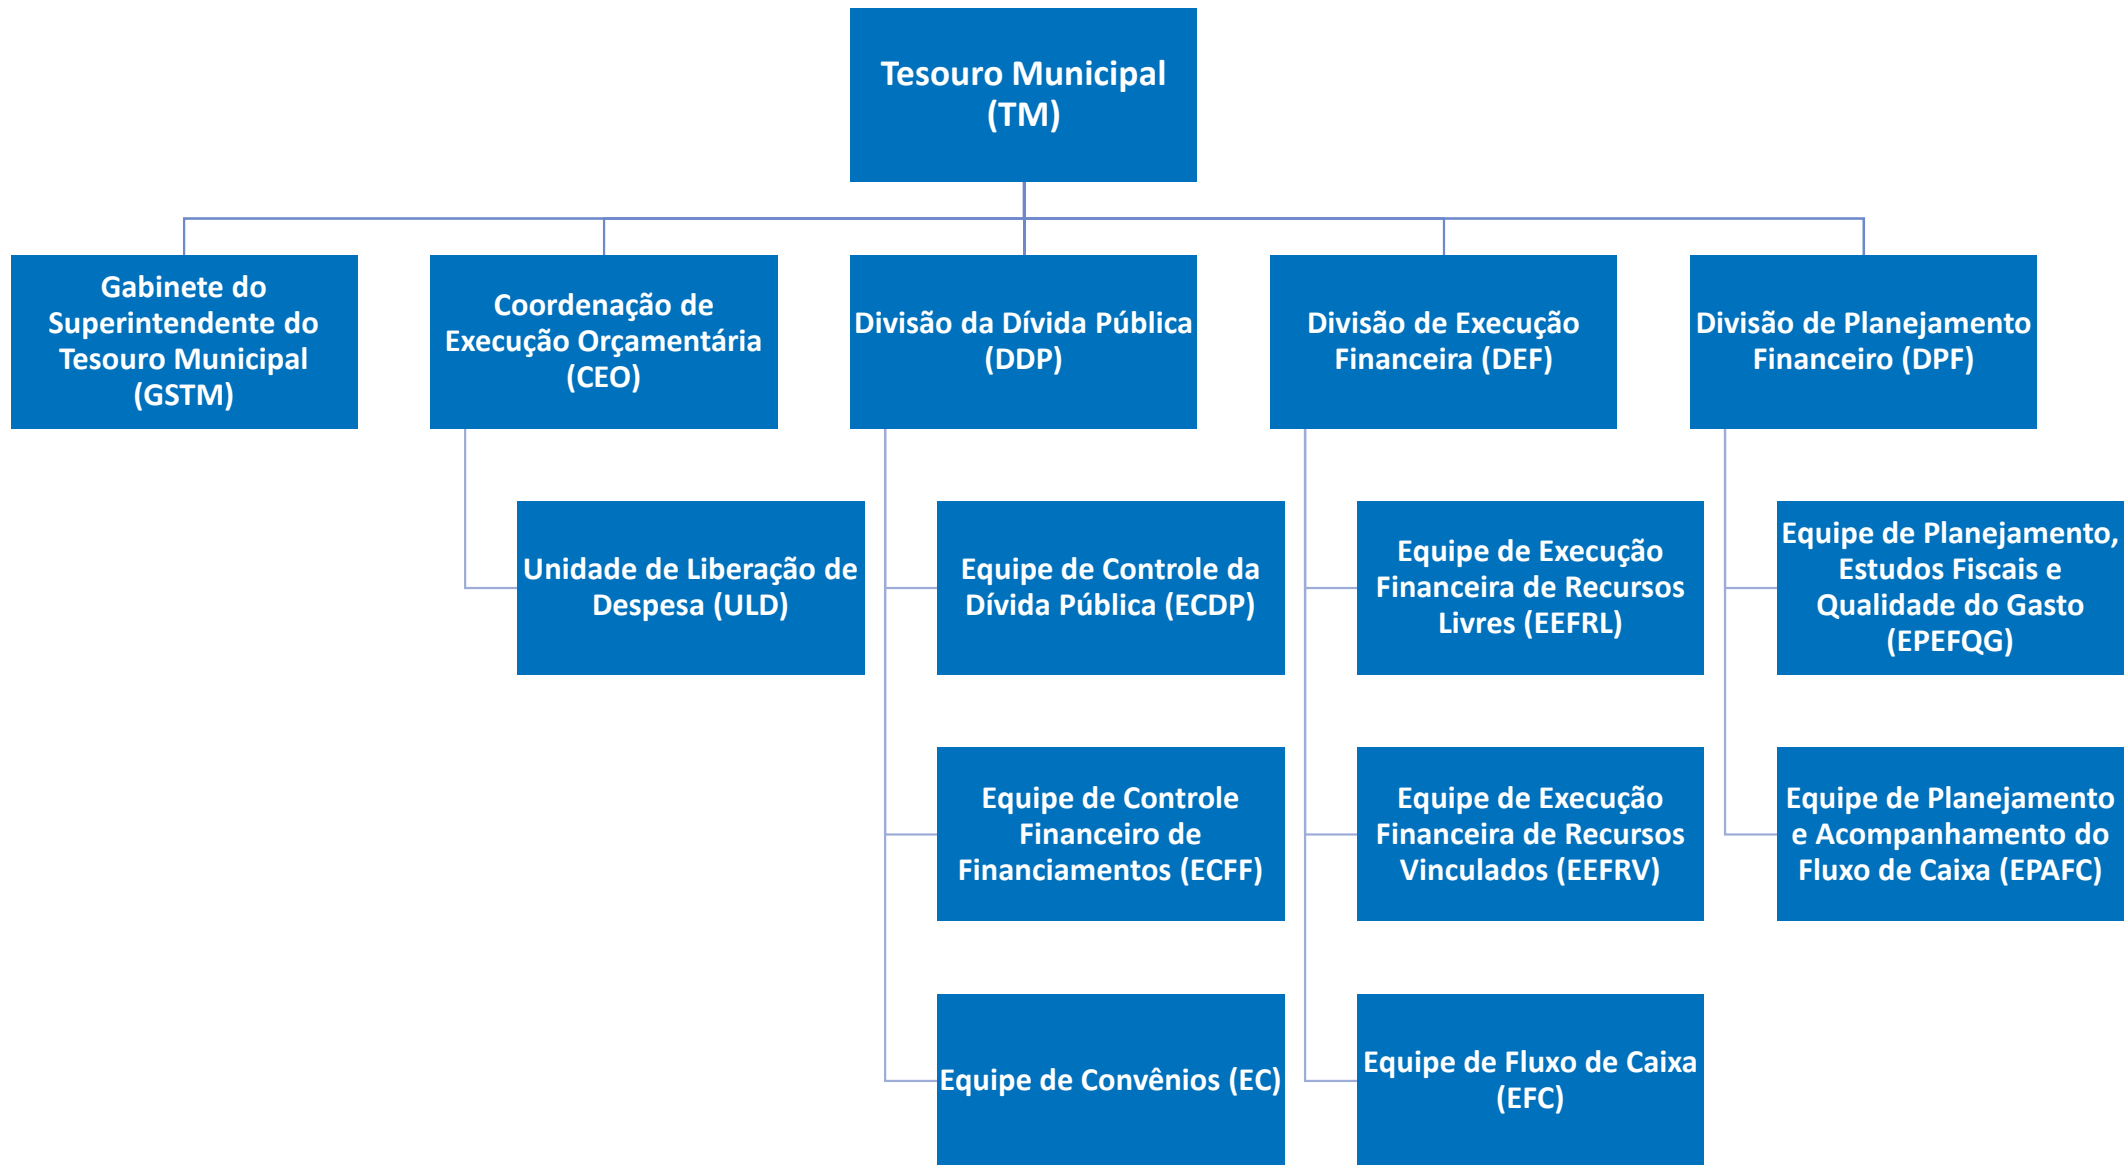 Tesouro Municipal
(TM)
Gabinete do
Superintendente do
Tesouro Municipal
(GSTM)
Coordenação de
Execução Orçamentária
(CEO)
Divisão da Dívida Pública
(DDP)
Divisão de Execução
Financeira (DEF)
Divisão de Planejamento
Financeiro (DPF)
Unidade de Liberação de
Despesa (ULD)
Equipe de Controle da
Dívida Pública (ECDP)
Equipe de Execução
Financeira de Recursos
Livres (EEFRL)
Equipe de Planejamento,
Estudos Fiscais e
Qualidade do Gasto
(EPEFQG)
Equipe de Controle
Financeiro de
Financiamentos (ECFF)
Equipe de Execução
Financeira de Recursos
Vinculados (EEFRV)
Equipe de Planejamento
e Acompanhamento do
Fluxo de Caixa (EPAFC)
Equipe de Convênios (EC)
Equipe de Fluxo de Caixa
(EFC)